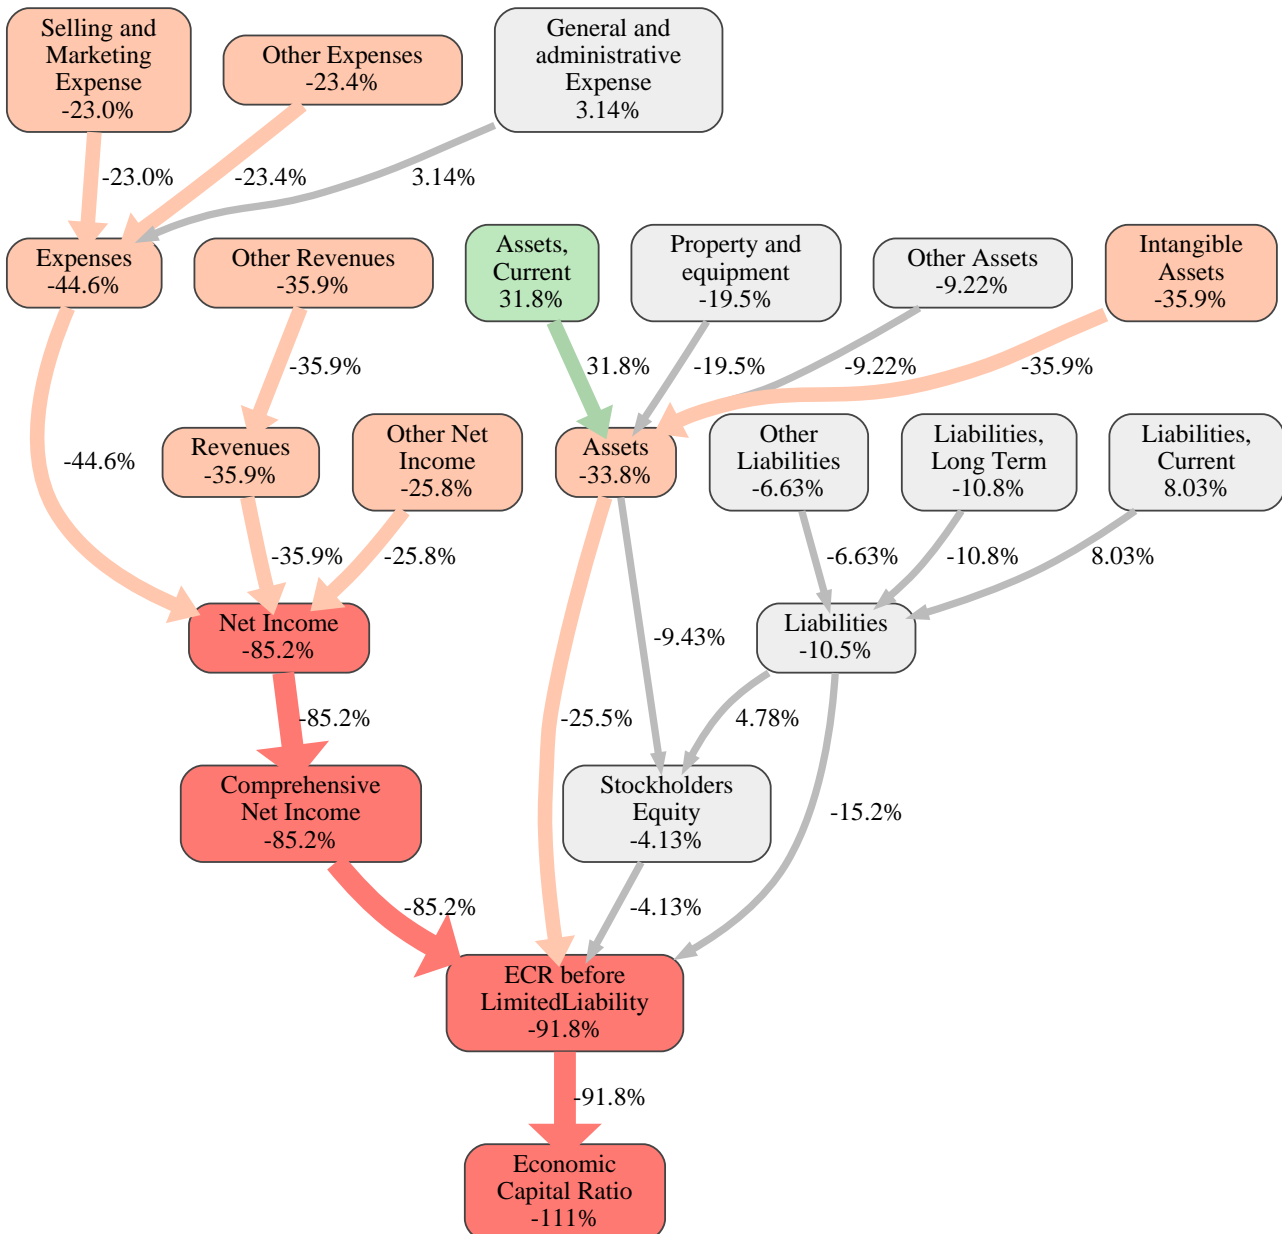 Selling and
Marketing
Expense
-23.0%
Other Expenses
-23.4%
General and
administrative
Expense
3.14%
-23.0%
-23.4%
3.14%
Expenses
-44.6%
Other Revenues
-35.9%
Assets,
Current
31.8%
Property and
equipment
-19.5%
Other Assets
-9.22%
Intangible
Assets
-35.9%
-35.9%
31.8%
-19.5%
-9.22%
-35.9%
-44.6%
Revenues
-35.9%
Other Net
Income
-25.8%
Assets
-33.8%
Other
Liabilities
-6.63%
Liabilities,
Long Term
-10.8%
Liabilities,
Current
8.03%
-35.9%
-25.8%
-6.63%
-10.8%
8.03%
Net Income
-85.2%
-9.43%
Liabilities
-10.5%
-85.2%
-25.5%
4.78%
Comprehensive
Net Income
-85.2%
Stockholders
Equity
-4.13%
-15.2%
-85.2%
-4.13%
ECR before
LimitedLiability
-91.8%
-91.8%
Economic
Capital Ratio
-111%